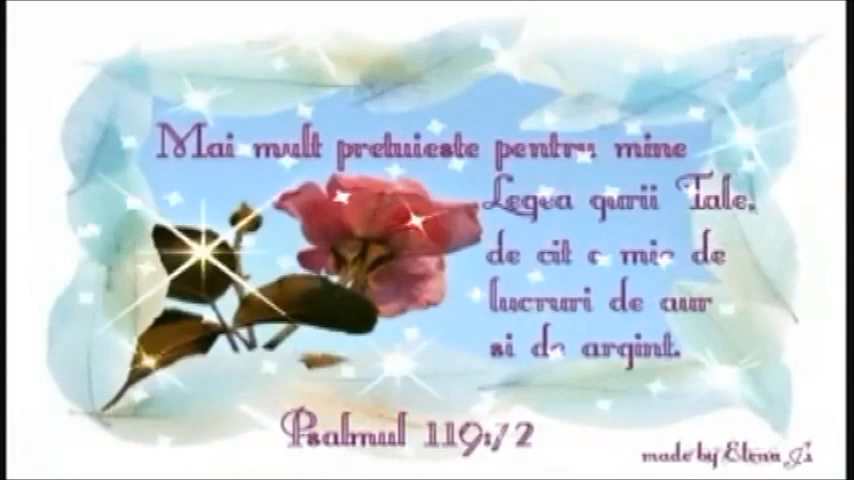 Mai mult pretuieste pentru mine
Legea gurii Tale,
de cit o mie de
lucruri de aur
si de argint.
Psalmul 119:72
made by Elena